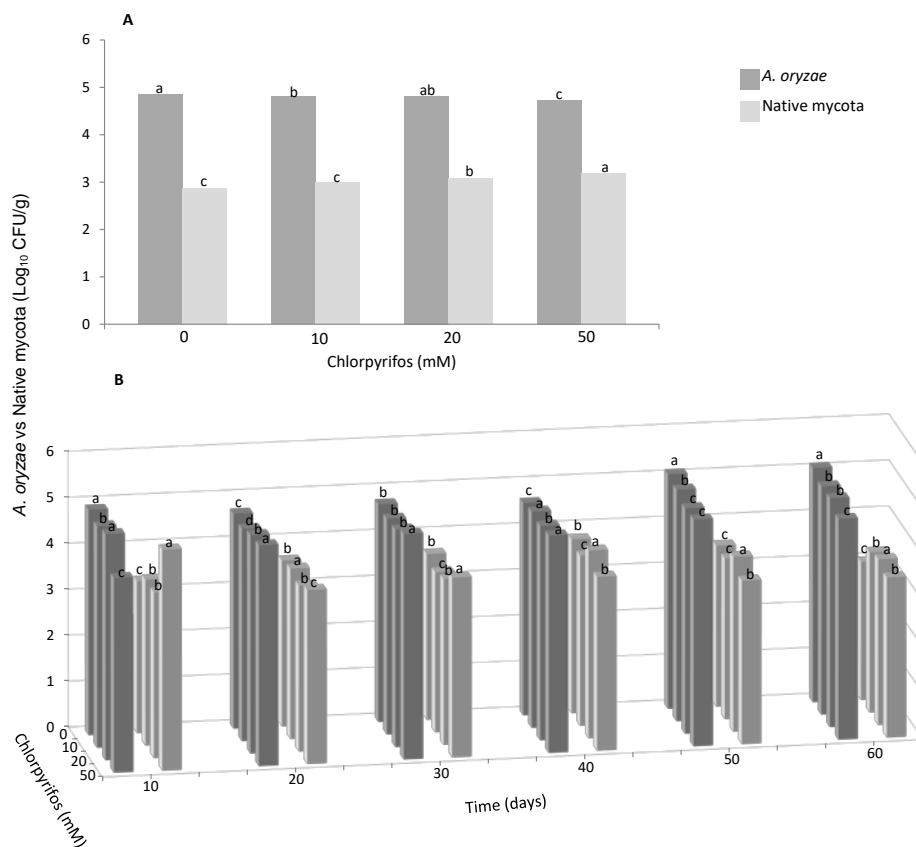 A
6
5
4
3
2
1
0
a
c
b
c
ab
b
c
a
0
10
20
50
Chlorpyrifos (mM)
A. oryzae
Native mycota
A. oryzae vs Native mycota (Log₁₀ CFU/g)
B
6
5
4
3
2
1
0
a
b
a
c
c
b
b
a
c
d
b
a
b
a
b
c
b
b
b
a
b
c
b
a
c
a
b
a
b
c
a
b
a
b
c
c
c
c
a
b
a
b
b
c
c
b
a
b
0
10
20
50
Chlorpyrifos (mM)
10
20
30
40
50
60
Time (days)